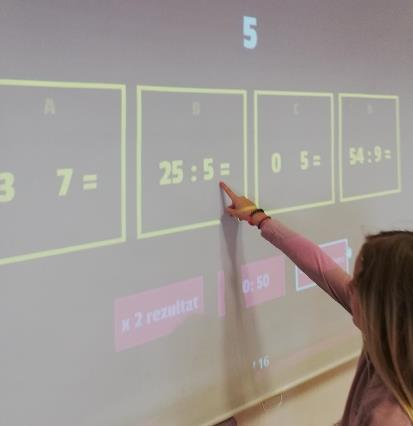 5
A
B
C
3 7 =
25 : 5 =
0 5 =
54 : 9 =
x 2 rezultat
0: 50
16